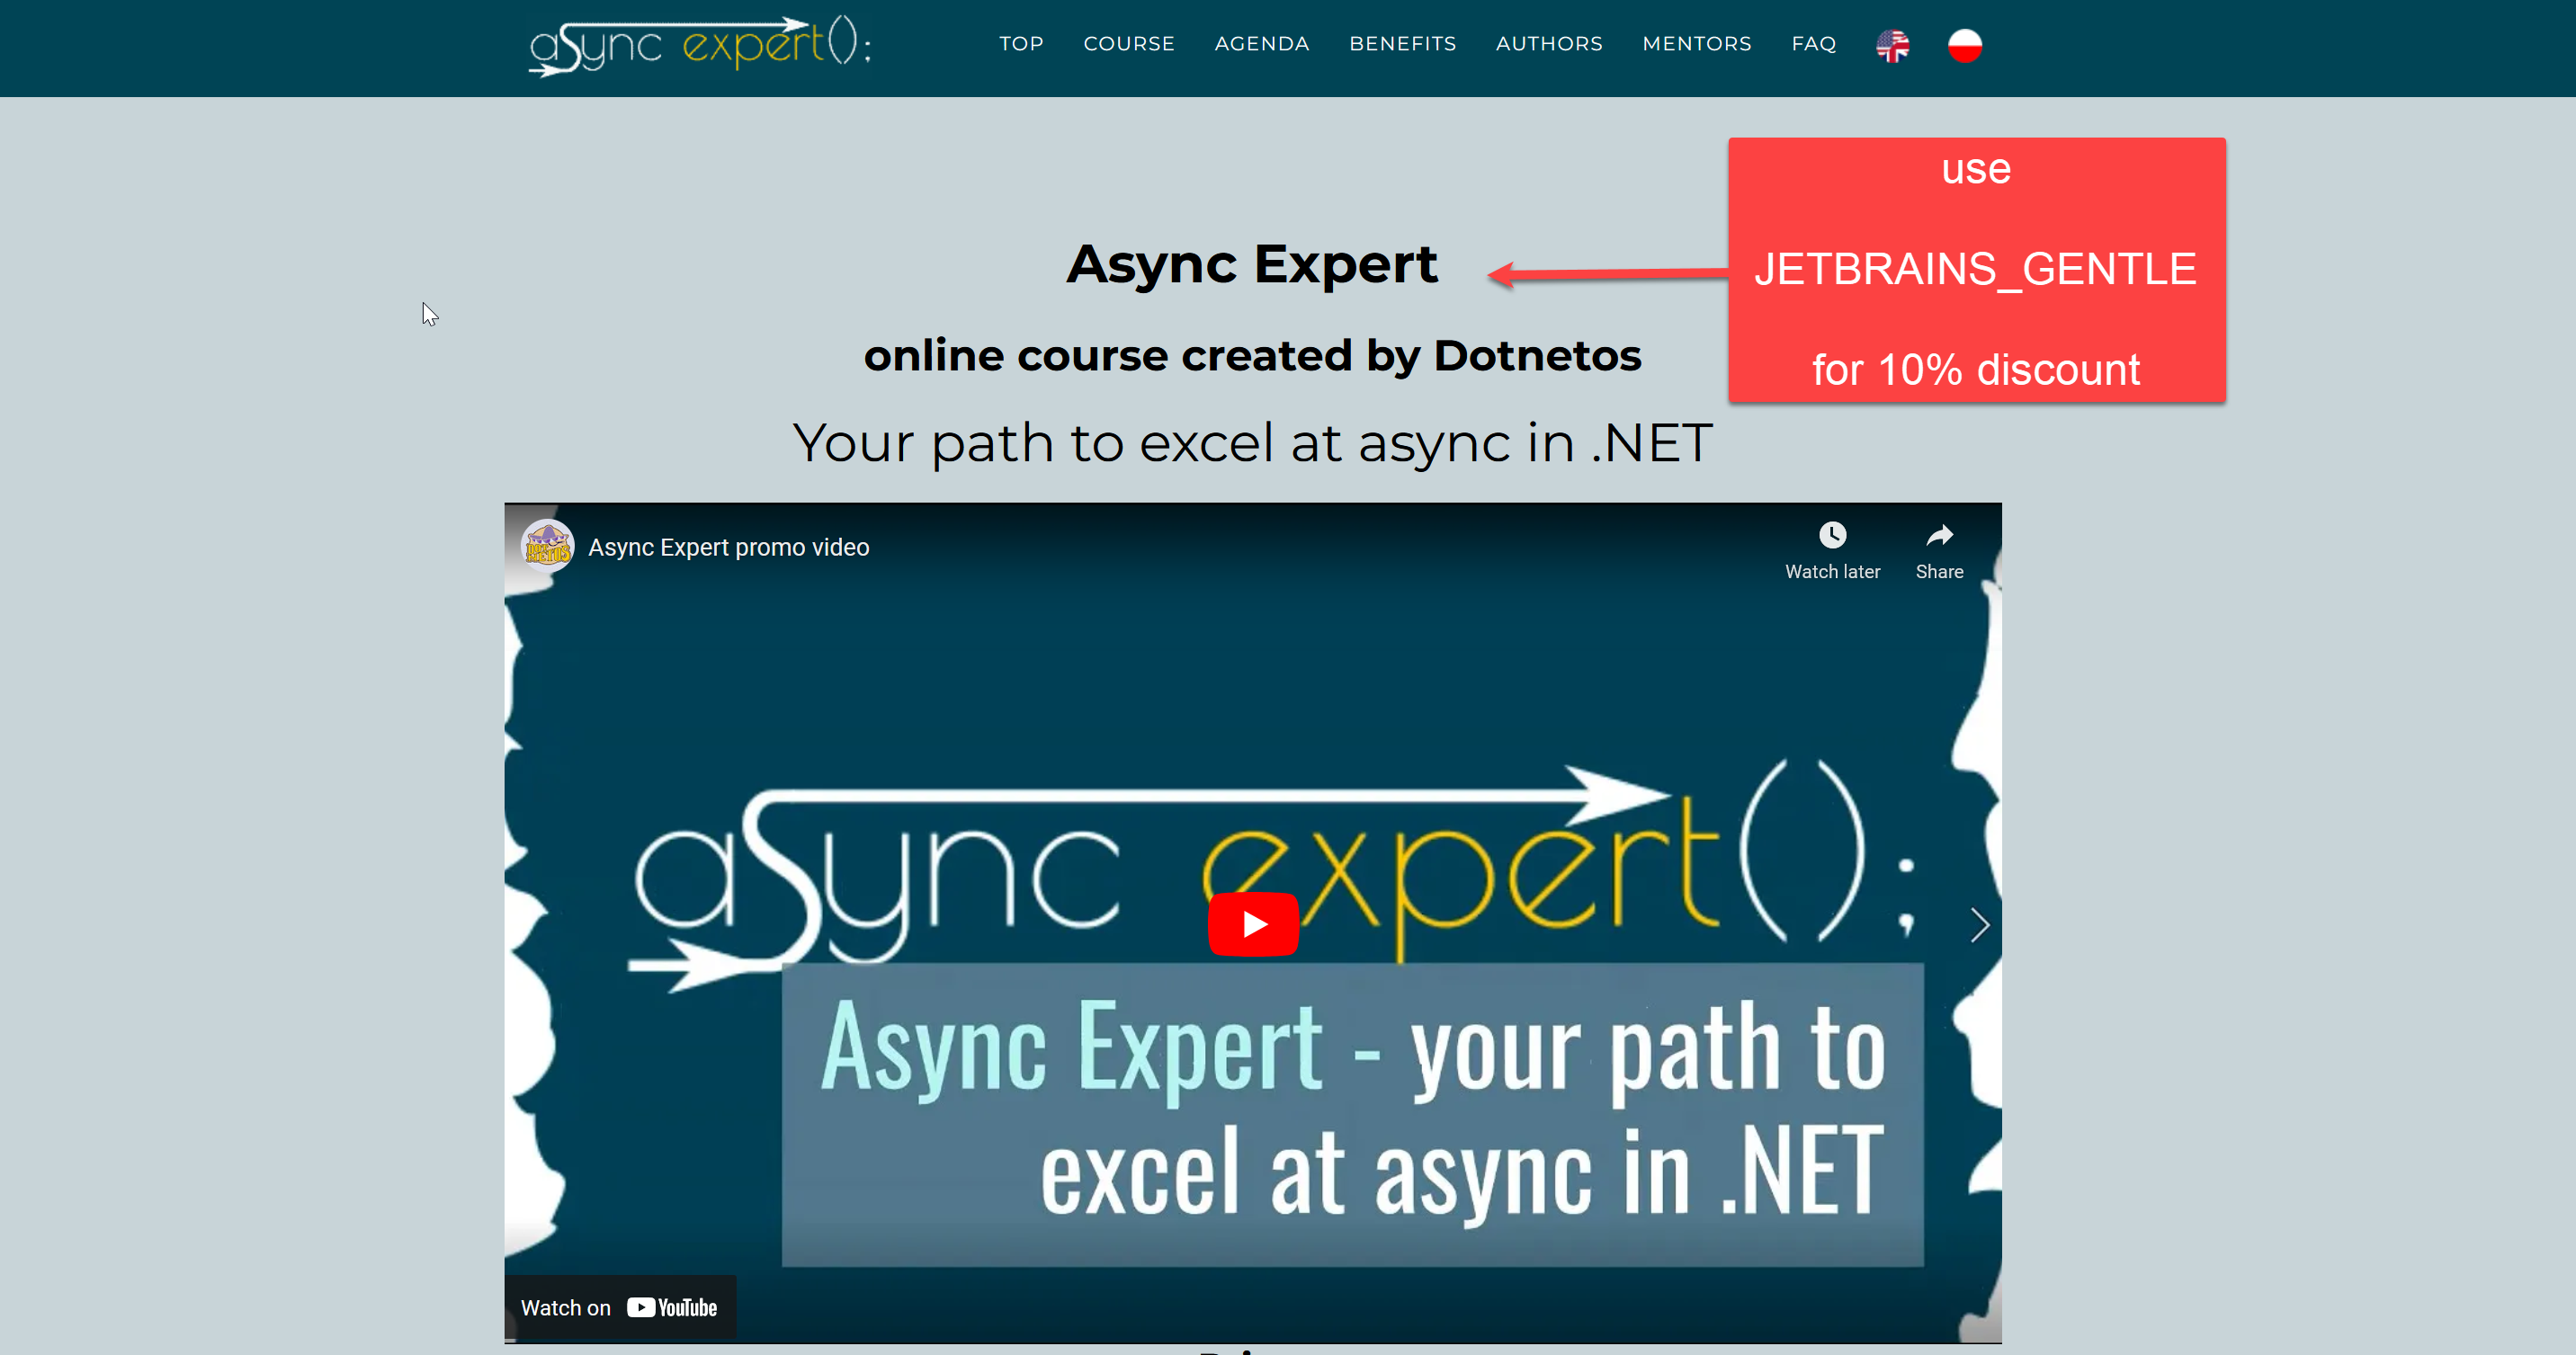 async expert();
TOP COURSE AGENDA BENEFITS AUTHORS MENTORS FAQ
use
JETBRAINS_GENTLE
for 10% discount
Async Expert
online course created by Dotnetos
Your path to excel at async in .NET
Async Expert promo video
Watch later
Share
async expert();
Async Expert - your path to
excel at async in .NET
Watch on YouTube